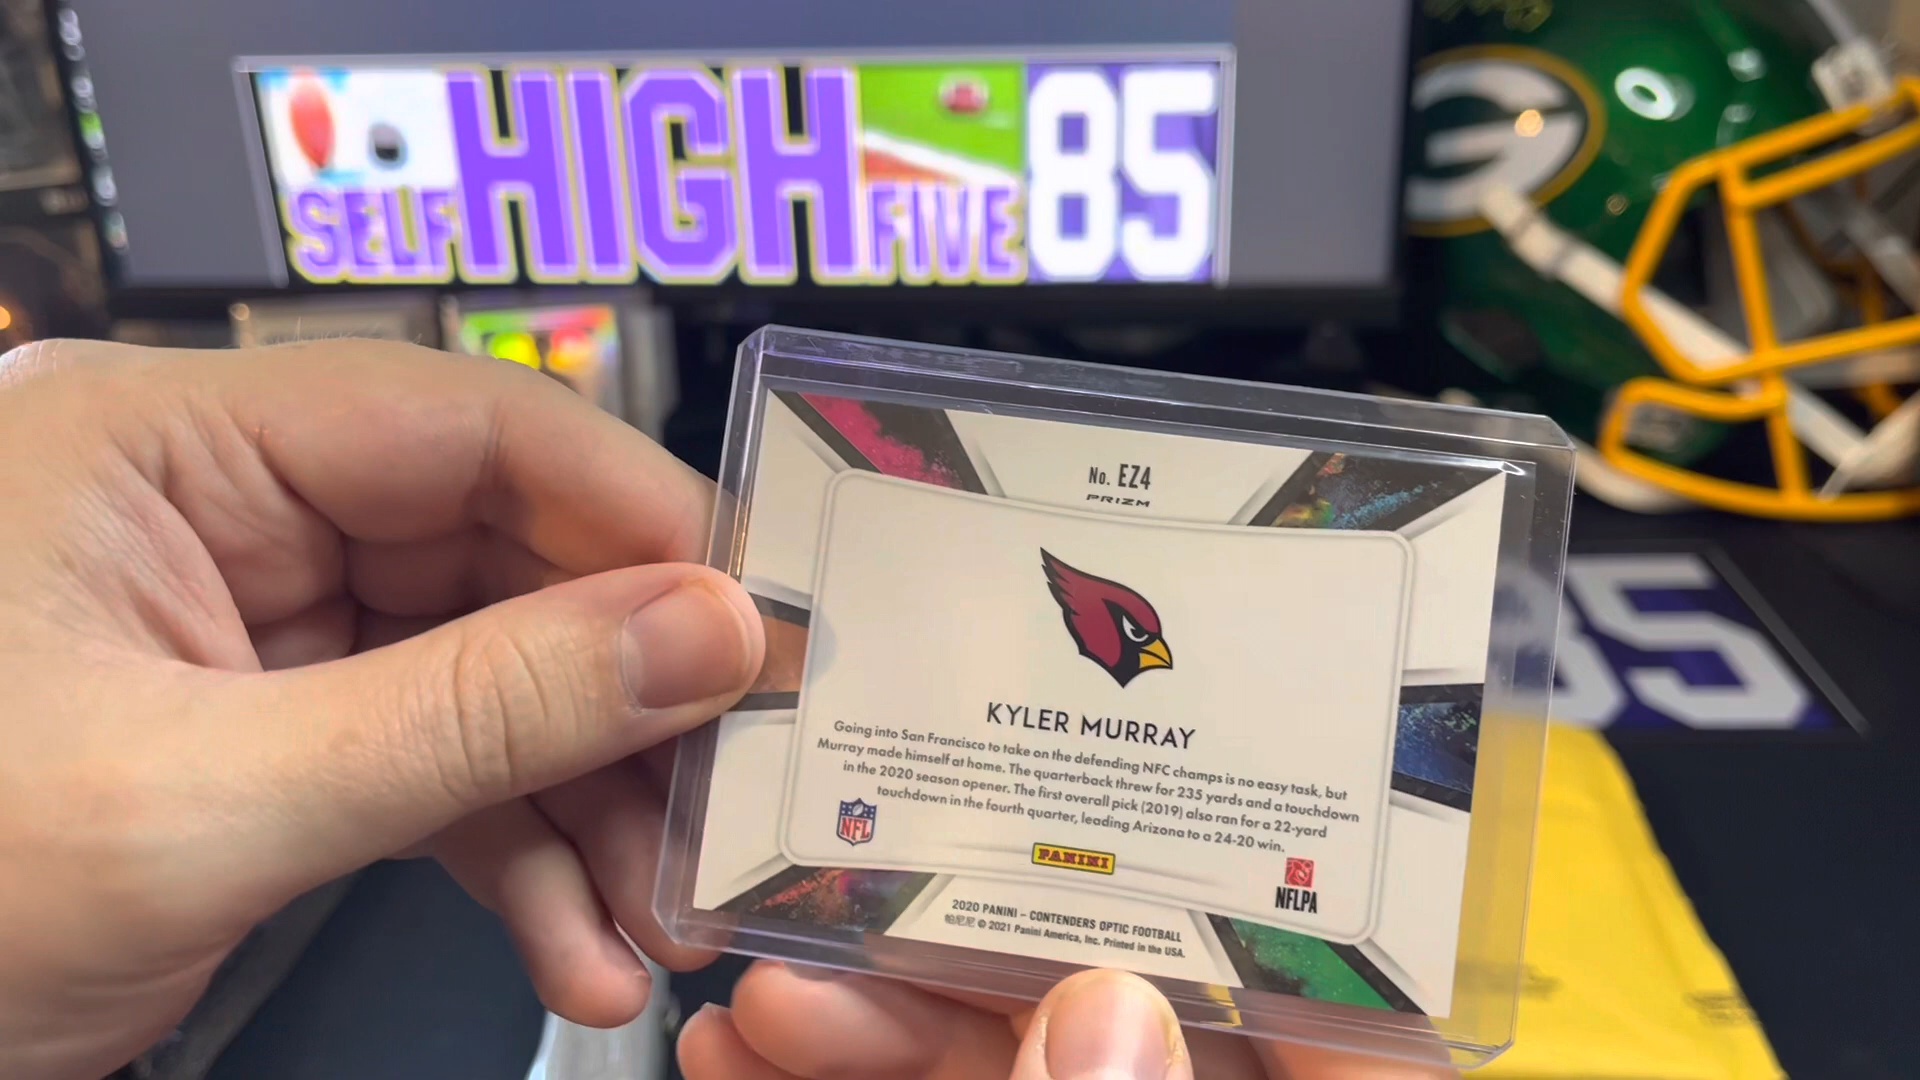 SELF HIGH FIVE 85
No. EZ4
PRIZM
KYLER MURRAY
Going into San Francisco to take on the defending NFC champs is no easy task, but
Murray made himself at home. The quarterback threw for 235 yards and a touchdown
in the 2020 season opener. The first overall pick (2019) also ran for a 22-yard
touchdown in the fourth quarter, leading Arizona to a 24-20 win.
NFL
PANINI
NFLPA
2020 PANINI – CONTENDERS OPTIC FOOTBALL
帕尼尼 © 2021 Panini America, Inc. Printed in the USA.
85
G